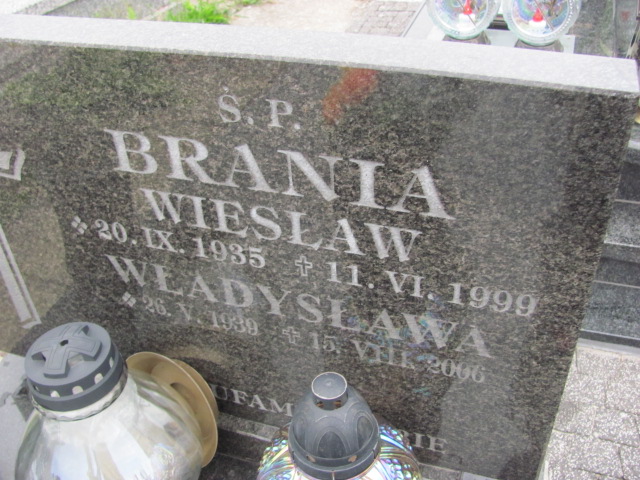 Ś. P.
BRANIA
WIESŁAW
20. IX. 1935 11. VI. 1999
WŁADYSŁAWA
26. V. 1939 15. VIII. 2006